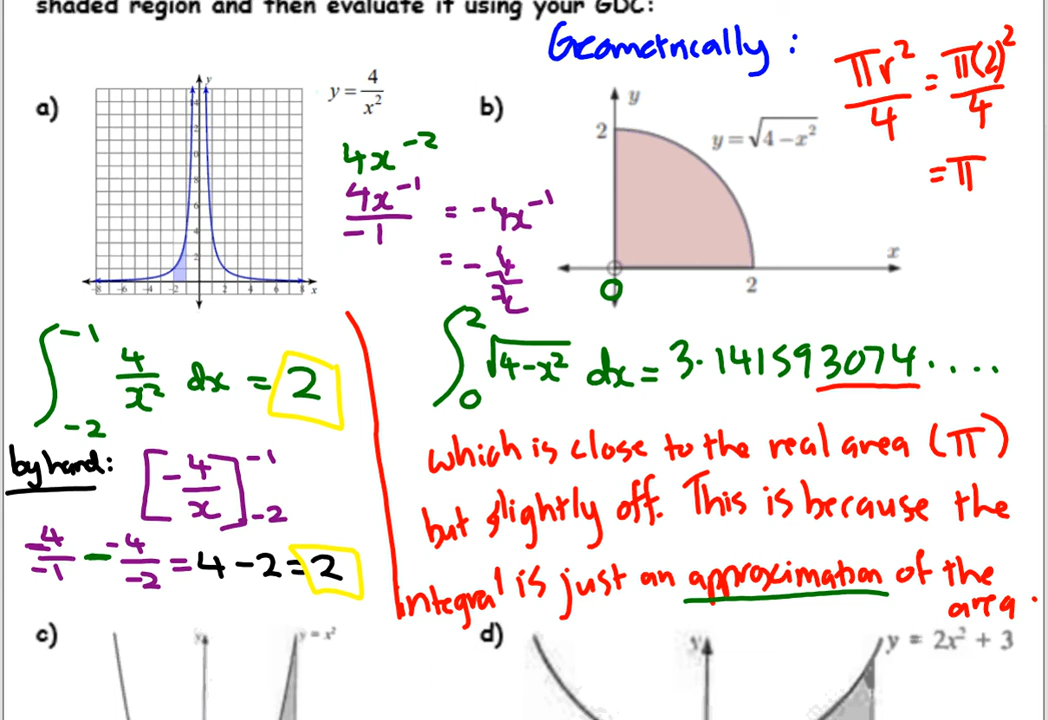 shaded region and then evaluate it using your GDC:
Geometrically :
πr²/4 = π(2)²/4
= π
a)
y = 4/x²
4x⁻²
4x⁻¹/-1 = -4x⁻¹
= -4/x
b)
y
2
y = √4-x²
x
0
2
∫₋₂⁻¹ 4/x² dx = 2
by hand: [-4/x]₋₂⁻¹
-4/-1 - -4/-2 = 4-2 = 2
∫₀² √4-x² dx = 3.141593074....
which is close to the real area (π)
but slightly off. This is because the
integral is just an approximation of the
area.
c)
y = x²
d)
y
y = 2x² + 3